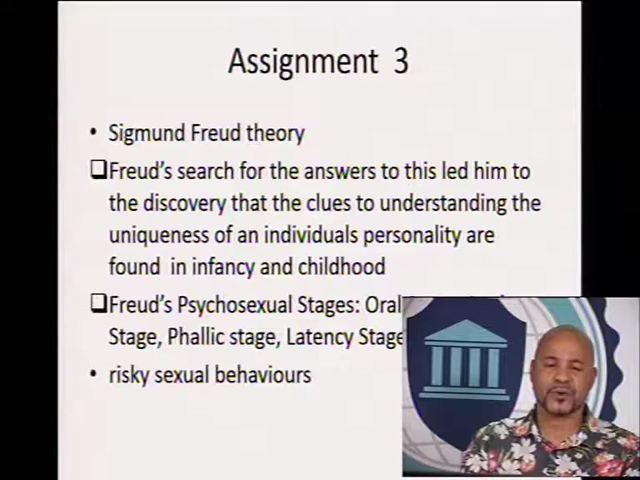 Assignment 3
• Sigmund Freud theory
❑Freud's search for the answers to this led him to
the discovery that the clues to understanding the
uniqueness of an individuals personality are
found in infancy and childhood
❑Freud's Psychosexual Stages: Oral
Stage, Phallic stage, Latency Stage
• risky sexual behaviours